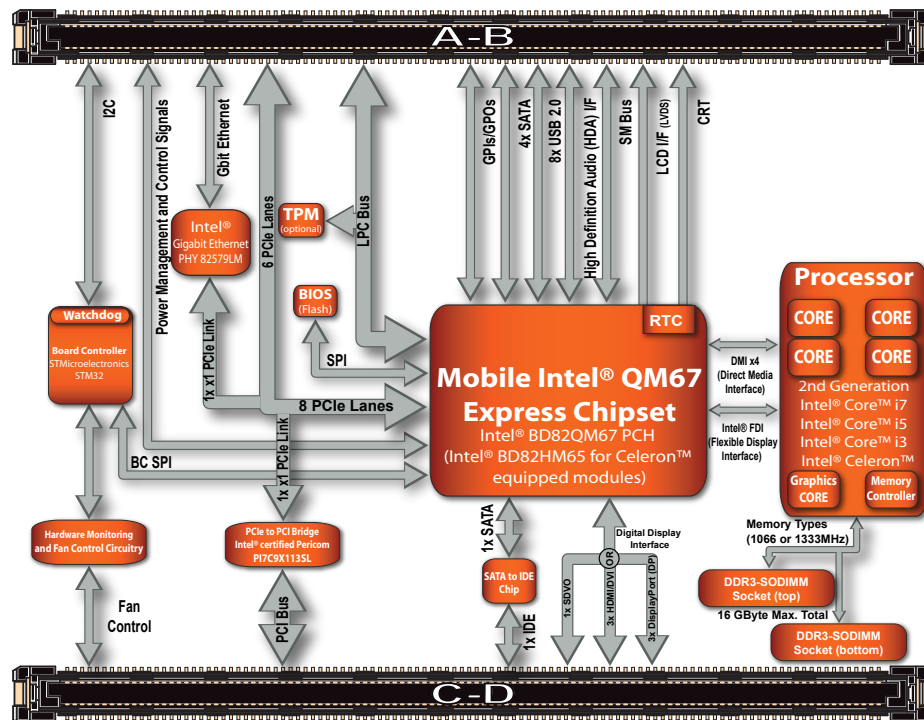 A-B
I2C
Power Management and Control Signals
Gbit Ethernet
6 PCIe Lanes
LPC Bus
GPIs/GPOs
4x SATA
8x USB 2.0
High Definition Audio (HDA) I/F
SM Bus
LCD I/F (LVDS)
CRT
Intel®
Gigabit Ethernet
PHY 82579LM
TPM
(optional)
BIOS
(Flash)
SPI
Watchdog
Board Controller
STMicroelectronics
STM32
1x x1 PCIe Link
8 PCIe Lanes
1x x1 PCIe Link
BC SPI
RTC
Mobile Intel® QM67
Express Chipset
Intel® BD82QM67 PCH
(Intel® BD82HM65 for Celeron™
equipped modules)
DMI x4
(Direct Media
Interface)
Intel® FDI
(Flexible Display
Interface)
Processor
CORE
CORE
CORE
CORE
2nd Generation
Intel® Core™ i7
Intel® Core™ i5
Intel® Core™ i3
Intel® Celeron™
Graphics
CORE
Memory
Controller
Memory Types
(1066 or 1333MHz)
DDR3-SODIMM
Socket (top)
16 GByte Max. Total
DDR3-SODIMM
Socket (bottom)
Hardware Monitoring
and Fan Control Circuitry
Fan
Control
PCIe to PCI Bridge
Intel® certified Pericom
PI7C9X113SL
PCI Bus
1x SATA
SATA to IDE
Chip
1x IDE
Digital Display
Interface
OR
1x SDVO
3x HDMI/DVI
3x DisplayPort (DP)
C-D